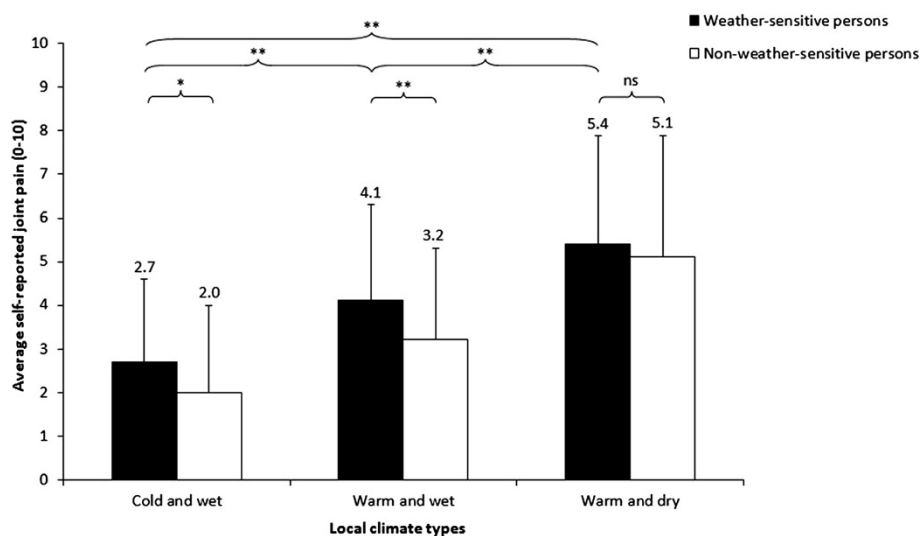 Weather-sensitive persons
Non-weather-sensitive persons
Average self-reported joint pain (0-10)
10
9
8
7
6
5
4
3
2
1
0
**
**
**
*
**
ns
2.7
2.0
4.1
3.2
5.4
5.1
Cold and wet
Warm and wet
Warm and dry
Local climate types